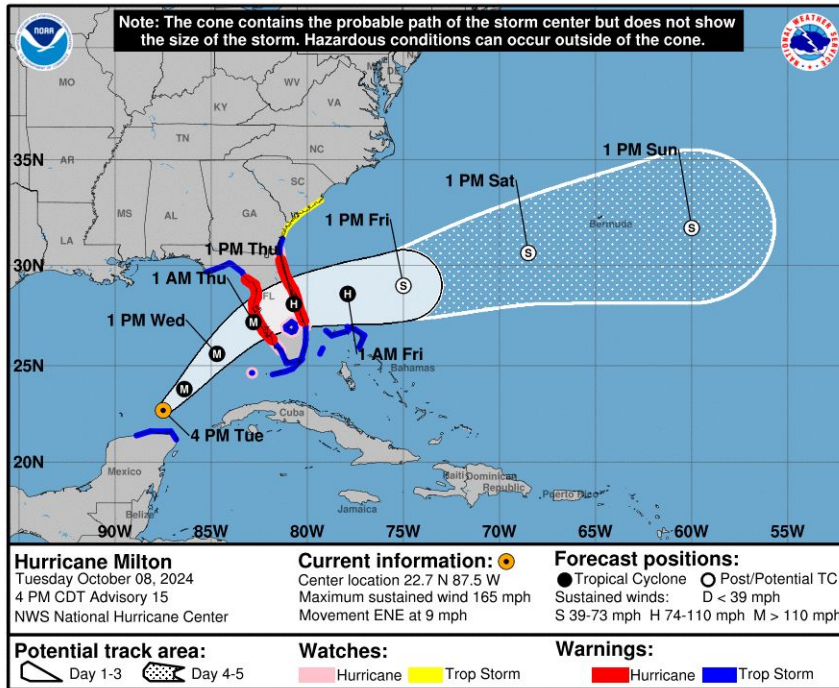 Note: The cone contains the probable path of the storm center but does not show
the size of the storm. Hazardous conditions can occur outside of the cone.
NOAA
NATIONAL WEATHER SERVICE
MO
KY
WV
VA
TN
NC
AR
SC
MS
AL
GA
LA
FL
35N
30N
25N
20N
1 PM Sun
1 PM Sat
1 PM Fri
1 PM Thu
1 AM Thu
1 PM Wed
1 AM Fri
4 PM Tue
S
S
S
H
H
M
M
M
Bermuda
Bahamas
Cuba
Mexico
Belize
Jamaica
Haiti
Dominican
Republic
Puerto Rico
90W
85W
80W
75W
70W
65W
60W
55W
Hurricane Milton
Tuesday October 08, 2024
4 PM CDT Advisory 15
NWS National Hurricane Center
Current information:
Center location 22.7 N 87.5 W
Maximum sustained wind 165 mph
Movement ENE at 9 mph
Forecast positions:
Tropical Cyclone Post/Potential TC
Sustained winds: D < 39 mph
S 39-73 mph H 74-110 mph M > 110 mph
Potential track area:
Day 1-3 Day 4-5
Watches:
Hurricane Trop Storm
Warnings:
Hurricane Trop Storm